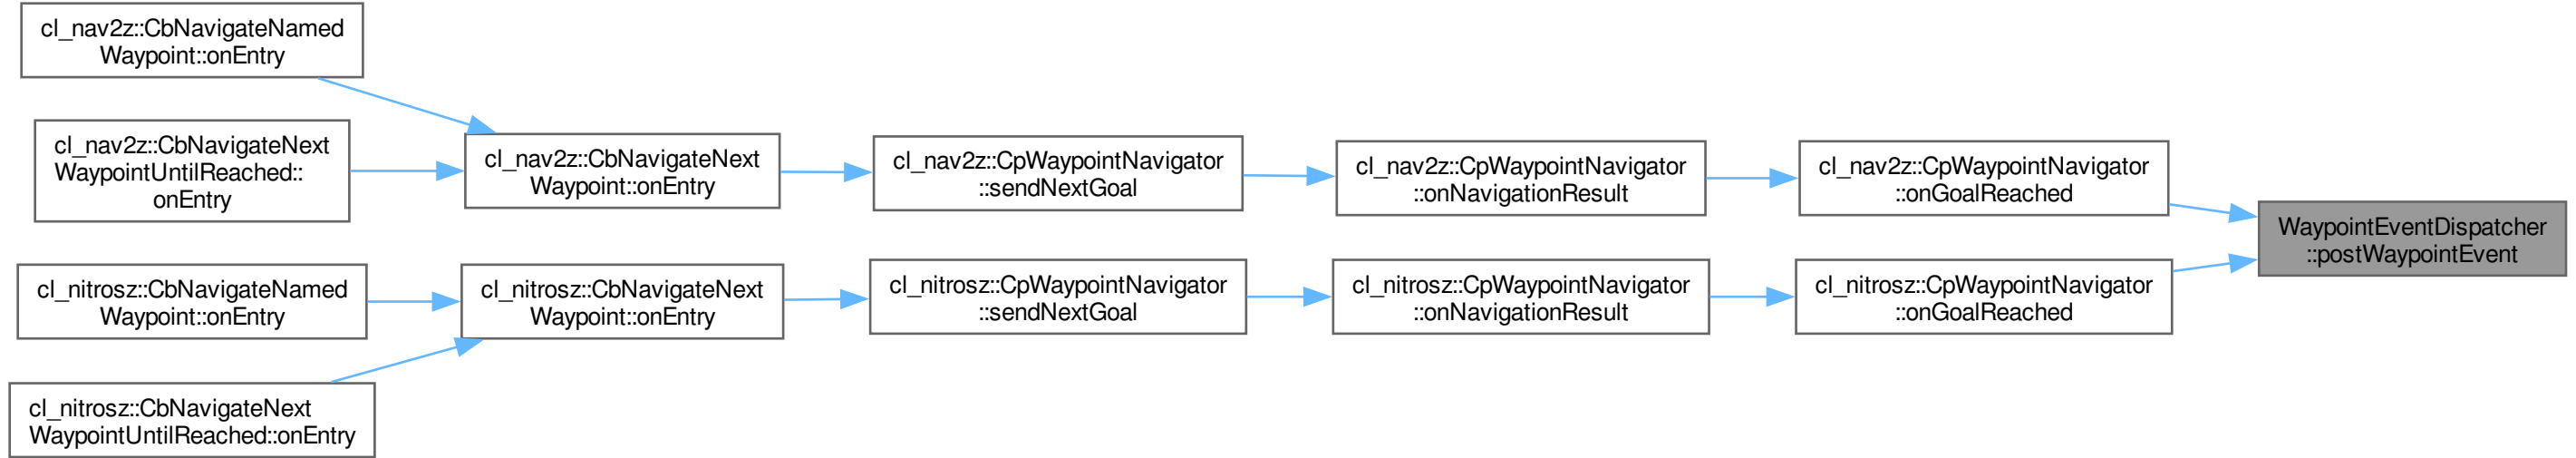 cl_nav2z::CbNavigateNamed
Waypoint::onEntry
cl_nav2z::CbNavigateNext
WaypointUntilReached::
onEntry
cl_nav2z::CbNavigateNext
Waypoint::onEntry
cl_nav2z::CpWaypointNavigator
::sendNextGoal
cl_nav2z::CpWaypointNavigator
::onNavigationResult
cl_nav2z::CpWaypointNavigator
::onGoalReached
WaypointEventDispatcher
::postWaypointEvent
cl_nitrosz::CbNavigateNamed
Waypoint::onEntry
cl_nitrosz::CbNavigateNext
Waypoint::onEntry
cl_nitrosz::CpWaypointNavigator
::sendNextGoal
cl_nitrosz::CpWaypointNavigator
::onNavigationResult
cl_nitrosz::CpWaypointNavigator
::onGoalReached
cl_nitrosz::CbNavigateNext
WaypointUntilReached::onEntry